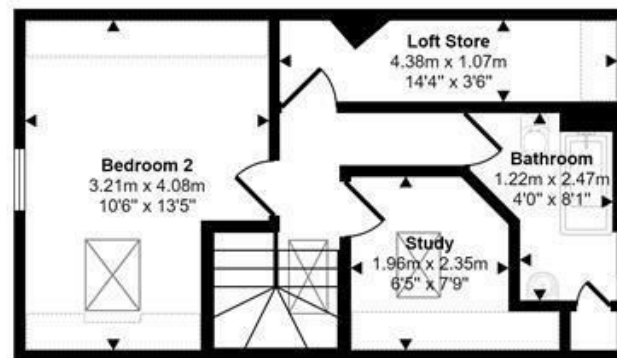 Loft Store
4.38m x 1.07m
14'4" x 3'6"
Bedroom 2
3.21m x 4.08m
10'6" x 13'5"
Bathroom
1.22m x 2.47m
4'0" x 8'1"
Study
1.96m x 2.35m
6'5" x 7'9"